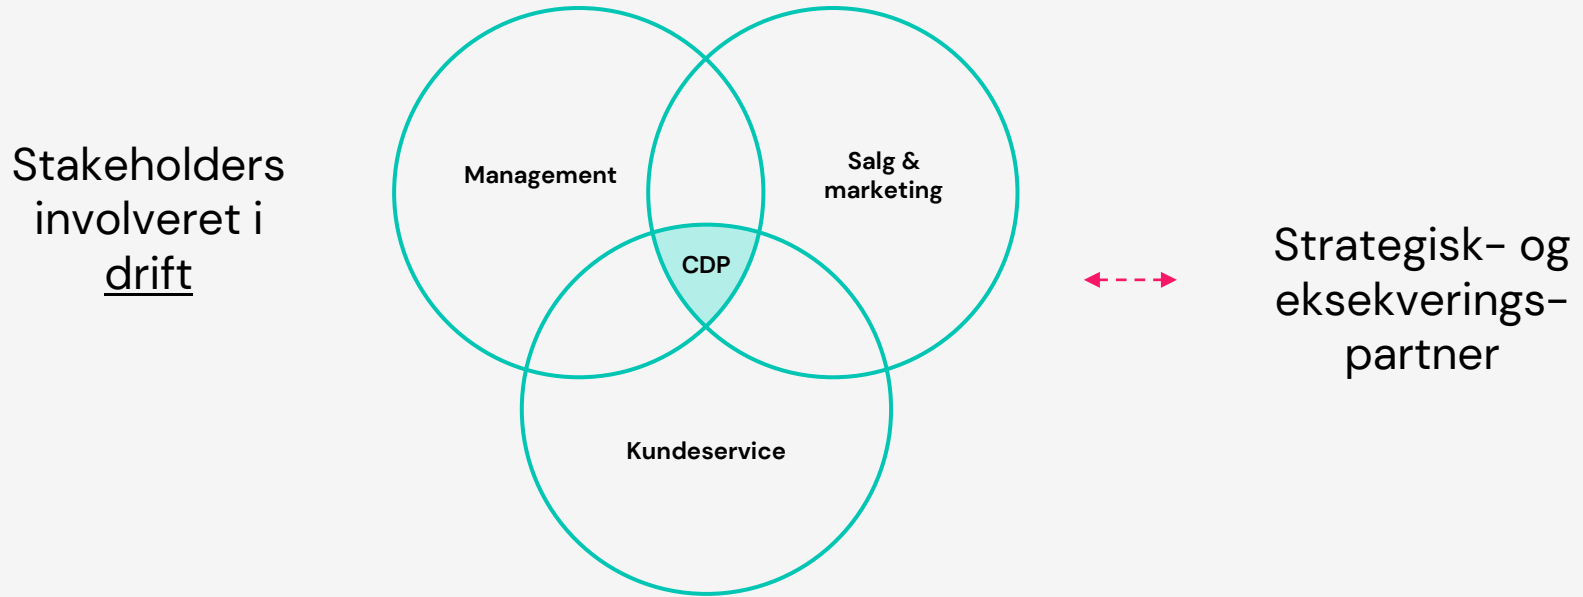 Stakeholders
involveret i
drift
Management
Salg &
marketing
CDP
Kundeservice
Strategisk- og
eksekverings-
partner